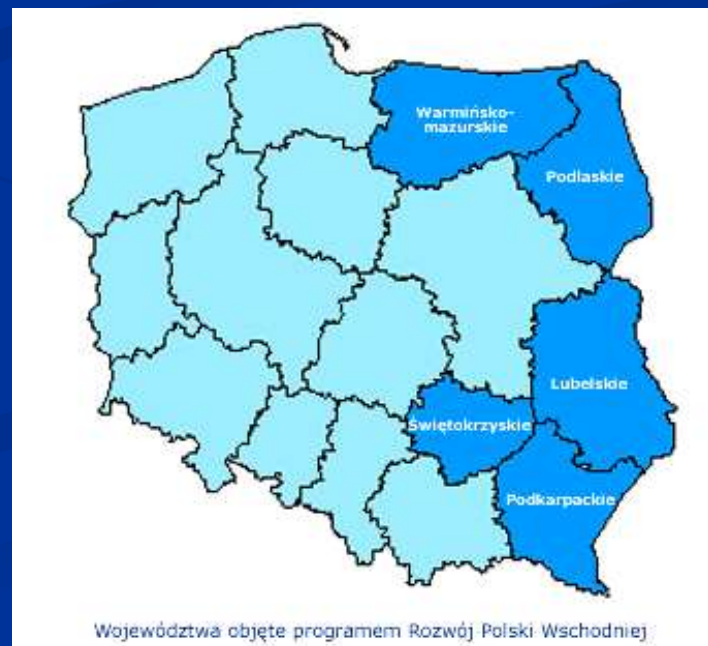 Warmińsko-
mazurskie
Podlaskie
Lubelskie
Świętokrzyskie
Podkarpackie
Województwa objęte programem Rozwój Polski Wschodniej